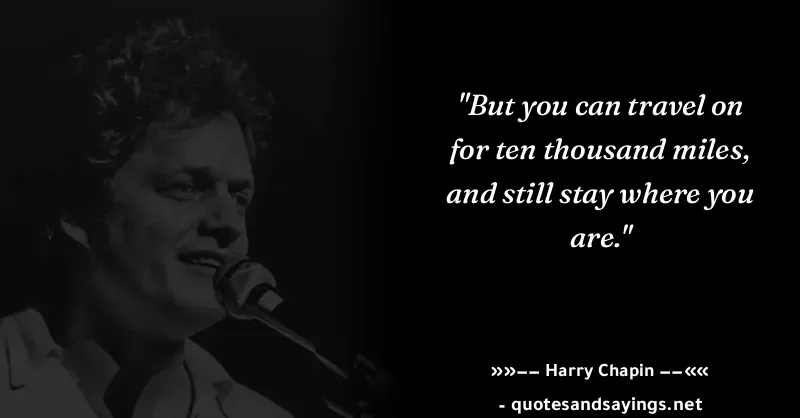 "But you can travel on
for ten thousand miles,
and still stay where you
are."
»»−− Harry Chapin −−««
- quotesandsayings.net